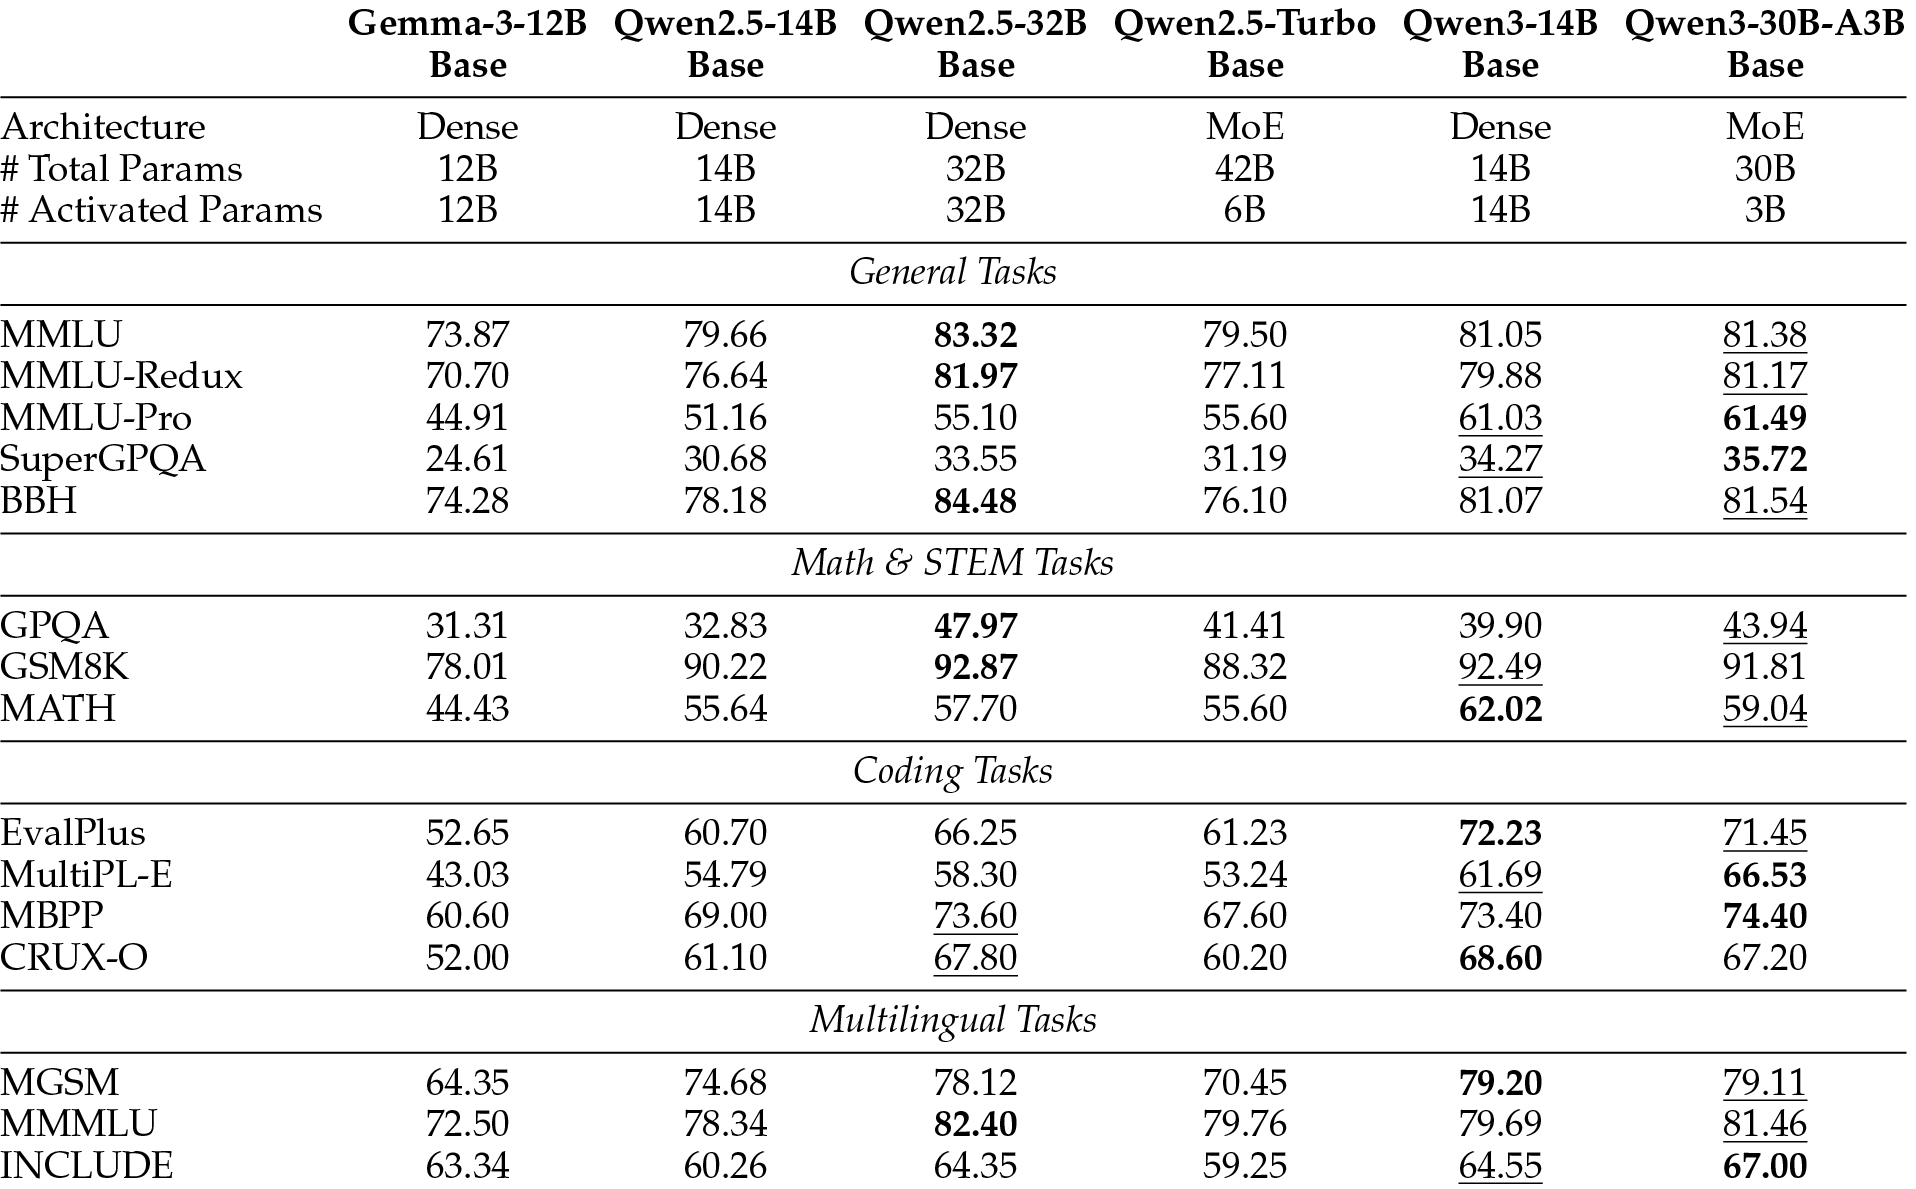 Gemma-3-12B Qwen2.5-14B Qwen2.5-32B Qwen2.5-Turbo Qwen3-14B Qwen3-30B-A3B
Base Base Base Base Base Base
Architecture Dense Dense Dense MoE Dense MoE
# Total Params 12B 14B 32B 42B 14B 30B
# Activated Params 12B 14B 32B 6B 14B 3B
General Tasks
MMLU 73.87 79.66 83.32 79.50 81.05 81.38
MMLU-Redux 70.70 76.64 81.97 77.11 79.88 81.17
MMLU-Pro 44.91 51.16 55.10 55.60 61.03 61.49
SuperGPQA 24.61 30.68 33.55 31.19 34.27 35.72
BBH 74.28 78.18 84.48 76.10 81.07 81.54
Math & STEM Tasks
GPQA 31.31 32.83 47.97 41.41 39.90 43.94
GSM8K 78.01 90.22 92.87 88.32 92.49 91.81
MATH 44.43 55.64 57.70 55.60 62.02 59.04
Coding Tasks
EvalPlus 52.65 60.70 66.25 61.23 72.23 71.45
MultiPL-E 43.03 54.79 58.30 53.24 61.69 66.53
MBPP 60.60 69.00 73.60 67.60 73.40 74.40
CRUX-O 52.00 61.10 67.80 60.20 68.60 67.20
Multilingual Tasks
MGSM 64.35 74.68 78.12 70.45 79.20 79.11
MMMLU 72.50 78.34 82.40 79.76 79.69 81.46
INCLUDE 63.34 60.26 64.35 59.25 64.55 67.00